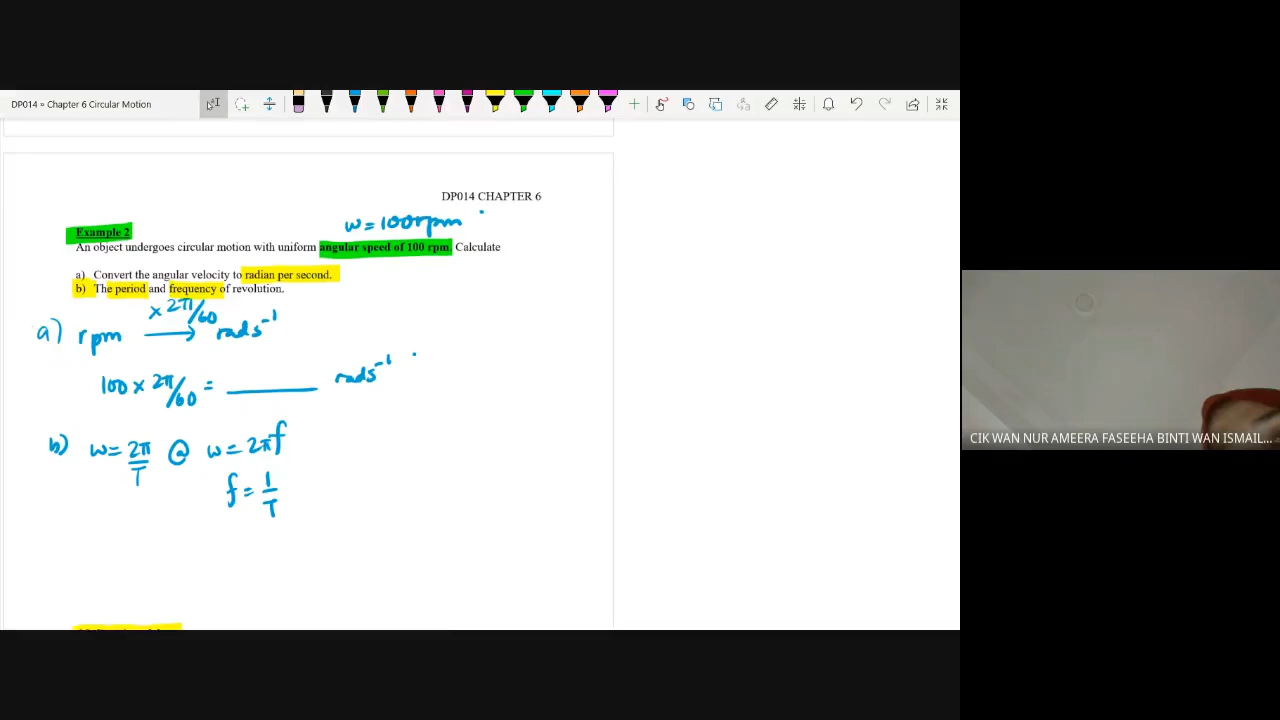 DP014 » Chapter 6 Circular Motion
DP014 CHAPTER 6
ω = 100rpm
Example 2
An object undergoes circular motion with uniform angular speed of 100 rpm. Calculate
a) Convert the angular velocity to radian per second.
b) The period and frequency of revolution.
a) rpm × 2π/60 → rads⁻¹
100 × 2π/60 = ________ rads⁻¹
b) ω = 2π/T @ ω = 2πf
f = 1/T
CIK WAN NUR AMEERA FASEEHA BINTI WAN ISMAIL...